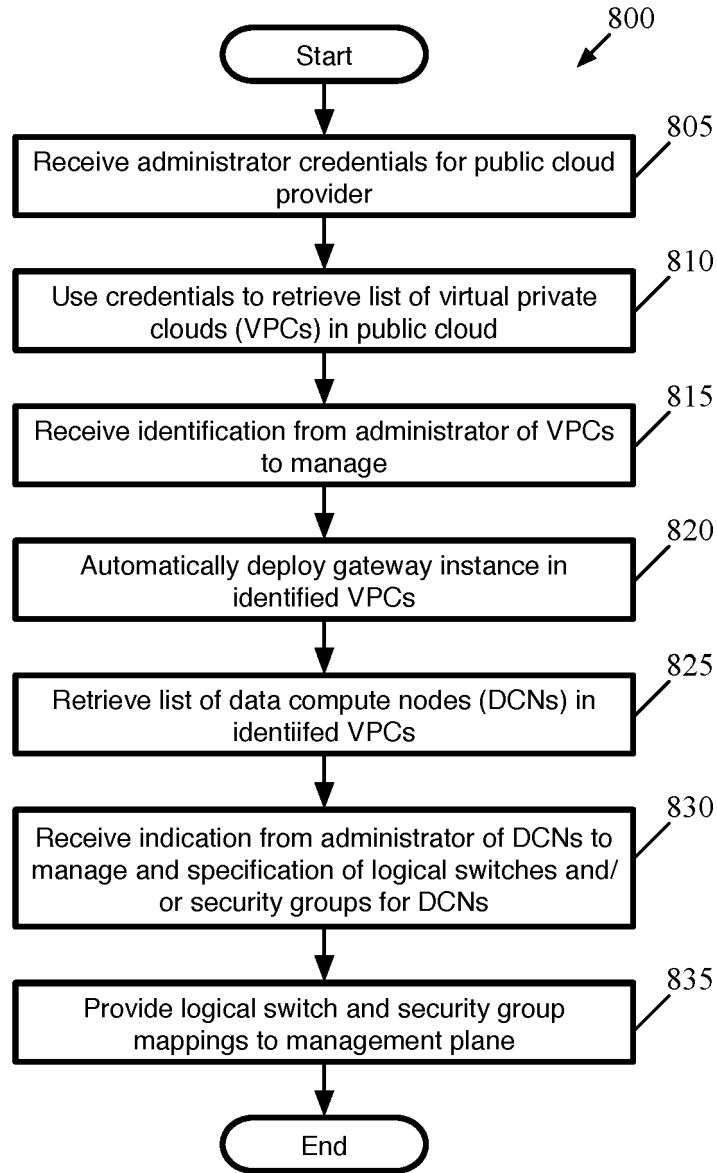 800
Start
805
Receive administrator credentials for public cloud
provider
810
Use credentials to retrieve list of virtual private
clouds (VPCs) in public cloud
815
Receive identification from administrator of VPCs
to manage
820
Automatically deploy gateway instance in
identified VPCs
825
Retrieve list of data compute nodes (DCNs) in
identiifed VPCs
830
Receive indication from administrator of DCNs to
manage and specification of logical switches and/
or security groups for DCNs
835
Provide logical switch and security group
mappings to management plane
End